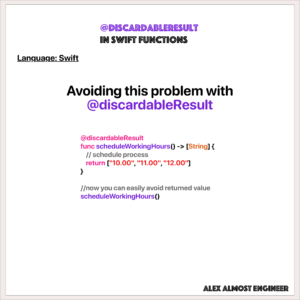 @DISCARDABLERESULT
IN SWIFT FUNCTIONS
Language: Swift
Avoiding this problem with
@discardableResult
@discardableResult
func scheduleWorkingHours() -> [String] {
// schedule process
return ["10.00", "11.00", "12.00"]
}
//now you can easily avoid returned value
scheduleWorkingHours()
ALEX ALMOST ENGINEER